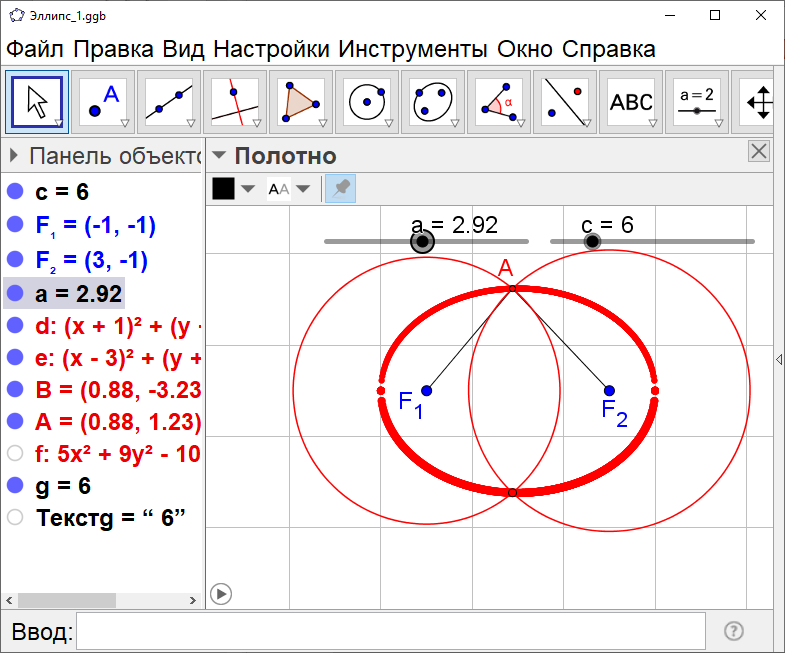 Эллипс_1.ggb
Файл Правка Вид Настройки Инструменты Окно Справка
A
α
ABC
a=2
Панель объекто
Полотно
AA
c = 6
F₁ = (-1, -1)
F₂ = (3, -1)
a = 2.92
d: (x + 1)² + (y
e: (x - 3)² + (y +
B = (0.88, -3.23
A = (0.88, 1.23)
f: 5x² + 9y² - 10
g = 6
Текстg = “ 6”
a = 2.92
c = 6
A
F₁
F₂
Ввод:
?